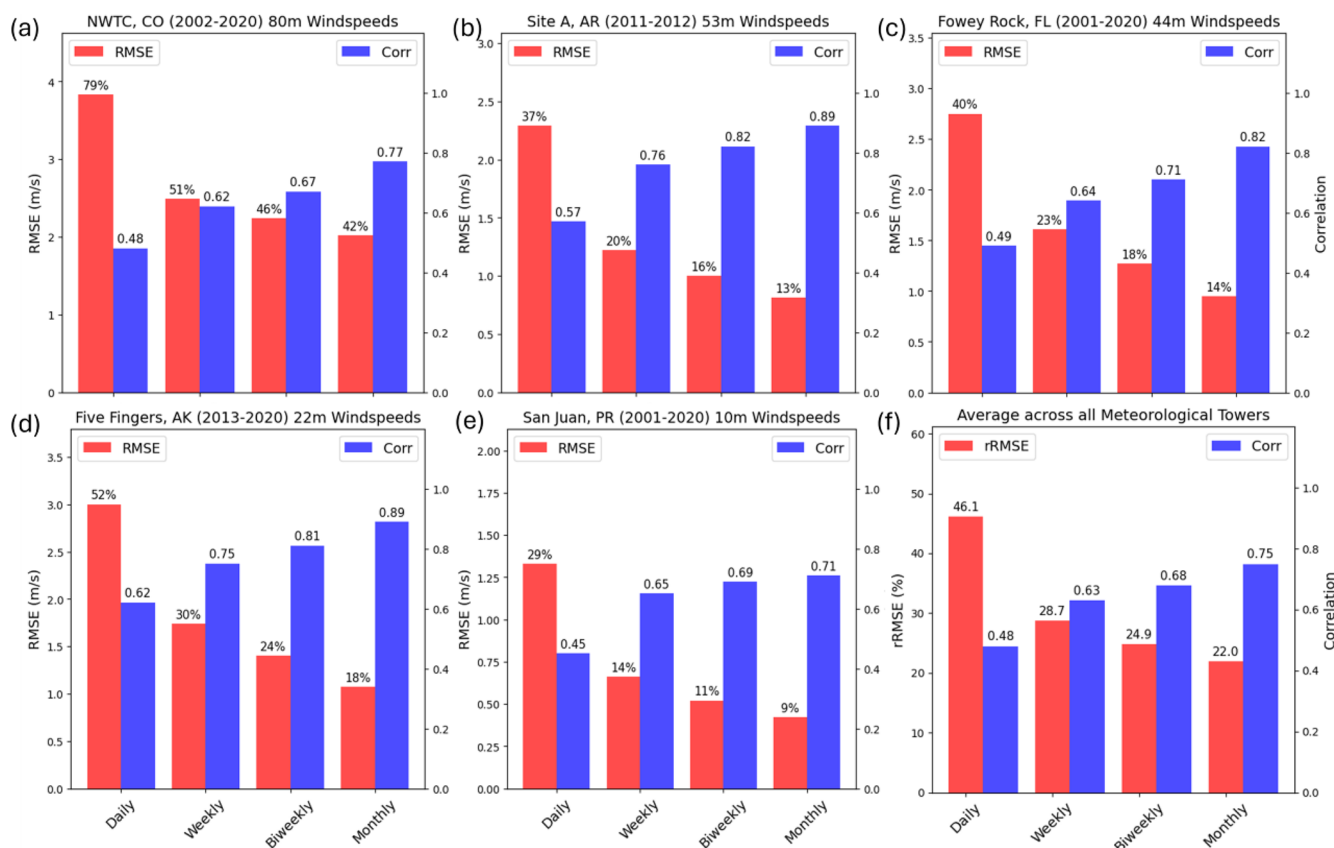 (a)
NWTC, CO (2002-2020) 80m Windspeeds
RMSE
Corr
RMSE (m/s)
4
3
2
1
0
79%
0.48
51%
0.62
46%
0.67
42%
0.77
1.0
0.8
0.6
0.4
0.2
0.0
(b)
Site A, AR (2011-2012) 53m Windspeeds
RMSE
Corr
RMSE (m/s)
3.0
2.5
2.0
1.5
1.0
0.5
0.0
37%
0.57
20%
0.76
16%
0.82
13%
0.89
1.0
0.8
0.6
0.4
0.2
0.0
(c)
Fowey Rock, FL (2001-2020) 44m Windspeeds
RMSE
Corr
RMSE (m/s)
3.5
3.0
2.5
2.0
1.5
1.0
0.5
0.0
40%
0.49
23%
0.64
18%
0.71
14%
0.82
1.0
0.8
0.6
0.4
0.2
0.0
Correlation
(d)
Five Fingers, AK (2013-2020) 22m Windspeeds
RMSE
Corr
RMSE (m/s)
3.5
3.0
2.5
2.0
1.5
1.0
0.5
0.0
52%
0.62
30%
0.75
24%
0.81
18%
0.89
1.0
0.8
0.6
0.4
0.2
0.0
Daily
Weekly
Biweekly
Monthly
(e)
San Juan, PR (2001-2020) 10m Windspeeds
RMSE
Corr
RMSE (m/s)
2.00
1.75
1.50
1.25
1.00
0.75
0.50
0.25
0.00
29%
0.45
14%
0.65
11%
0.69
9%
0.71
1.0
0.8
0.6
0.4
0.2
0.0
Daily
Weekly
Biweekly
Monthly
(f)
Average across all Meteorological Towers
rRMSE
Corr
rRMSE (%)
60
50
40
30
20
10
0
46.1
0.48
28.7
0.63
24.9
0.68
22.0
0.75
1.0
0.8
0.6
0.4
0.2
0.0
Correlation
Daily
Weekly
Biweekly
Monthly